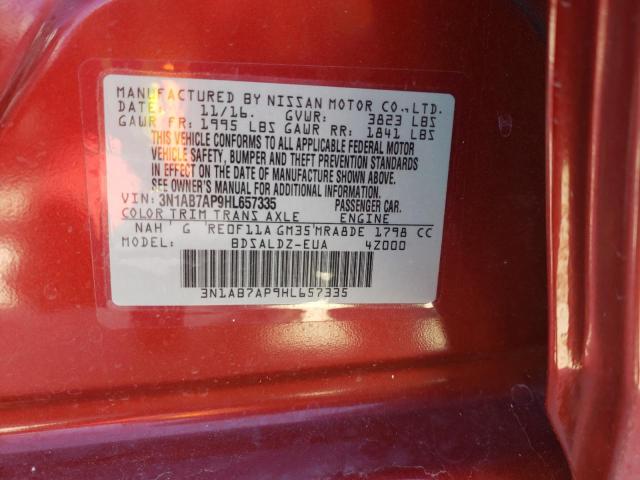 MANUFACTURED BY NISSAN MOTOR CO., LTD.
DATE: 11/16. GVWR: 3823 LBS
GAWR FR: 1995 LBS GAWR RR: 1841 LBS
THIS VEHICLE CONFORMS TO ALL APPLICABLE FEDERAL MOTOR
VEHICLE SAFETY, BUMPER AND THEFT PREVENTION STANDARDS
IN EFFECT ON THE DATE OF MANUFACTURE SHOWN ABOVE.
SEE OWNER'S MANUAL FOR ADDITIONAL INFORMATION.
VIN: 3N1AB7AP9HL657335 PASSENGER CAR.
COLOR TRIM TRANS AXLE ENGINE
NAH G RE0F11A GM35 MRA8DE 1798 CC
MODEL: BDSALDZ-EUA 4Z000
3N1AB7AP9HL657335